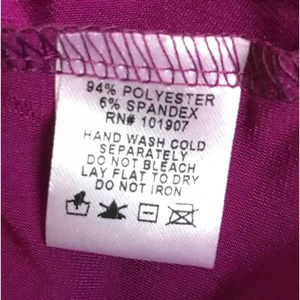 94% POLYESTER
6% SPANDEX
RN# 101907
HAND WASH COLD
SEPARATELY
DO NOT BLEACH
LAY FLAT TO DRY
DO NOT IRON